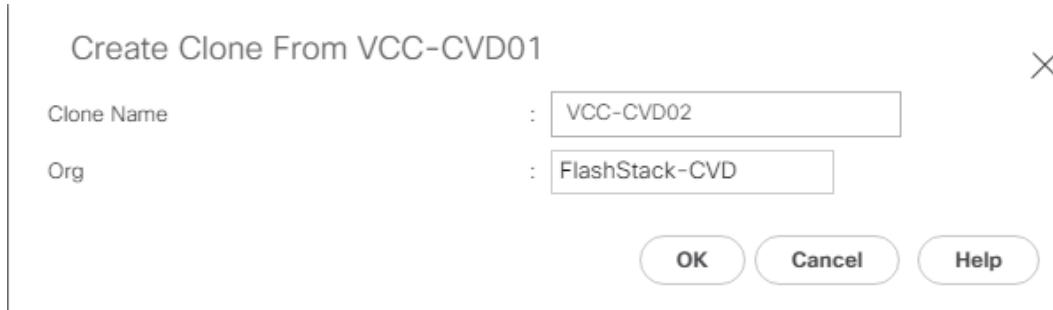 Create Clone From VCC-CVD01
Clone Name : VCC-CVD02
Org : FlashStack-CVD
OK Cancel Help